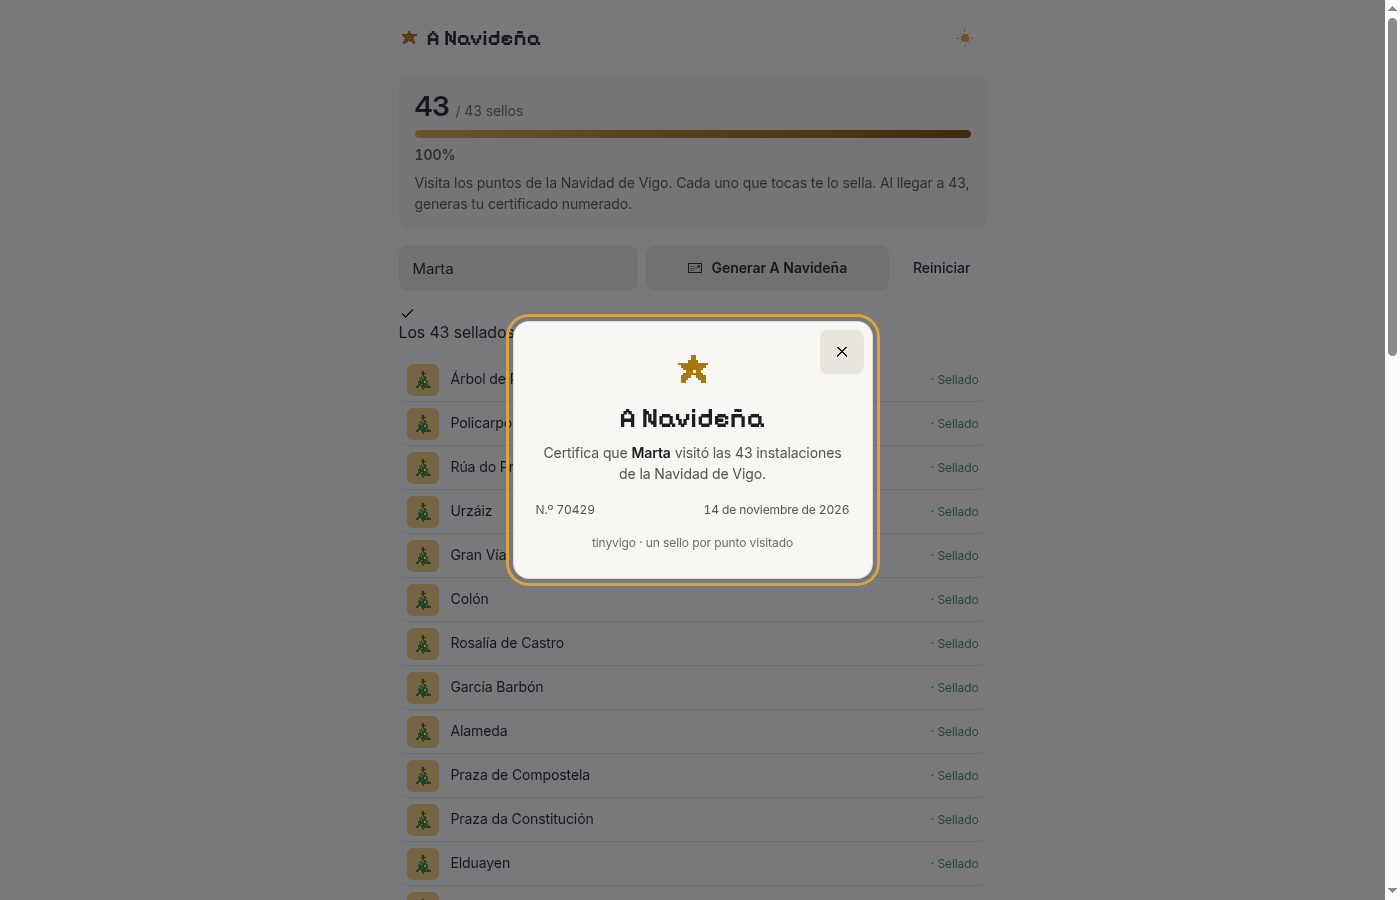 A Navideña
43 / 43 sellos
100%
Visita los puntos de la Navidad de Vigo. Cada uno que tocas te lo sella. Al llegar a 43,
generas tu certificado numerado.
Marta
Generar A Navideña
Reiniciar
Los 43 sellados
A Navideña
Certifica que Marta visitó las 43 instalaciones
de la Navidad de Vigo.
N.º 70429
14 de noviembre de 2026
tinyvigo · un sello por punto visitado
Árbol de
· Sellado
Policarpo
· Sellado
Rúa do
· Sellado
Urzáiz
· Sellado
Gran Vía
· Sellado
Colón
· Sellado
Rosalía de Castro
· Sellado
García Barbón
· Sellado
Alameda
· Sellado
Praza de Compostela
· Sellado
Praza da Constitución
· Sellado
Elduayen
· Sellado